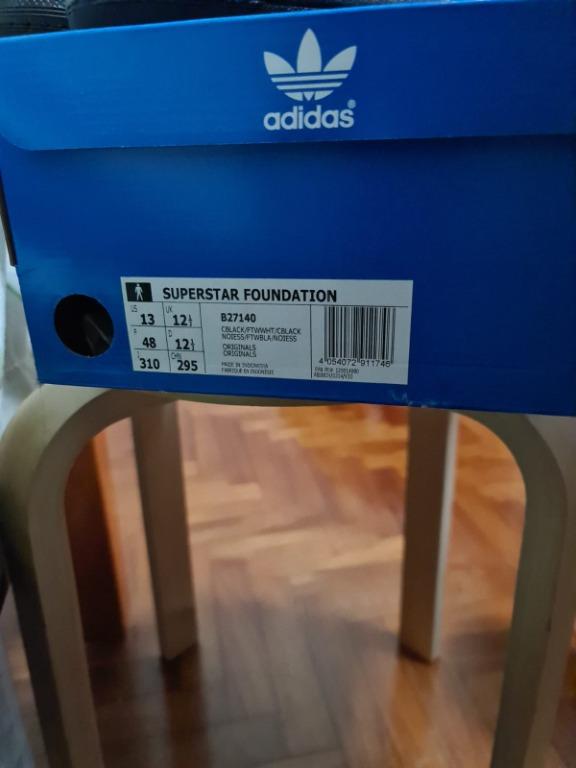 adidas®
SUPERSTAR FOUNDATION
US UK
13 12½
B27140
CBLACK/FTWWHT/CBLACK
NOIESS/FTWBLA/NOIESS
F D
48 12½
ORIGINALS
ORIGINALS
J CHN
310 295
MADE IN INDONESIA
FABRIQUE EN INDONESIE
4 054072 911746